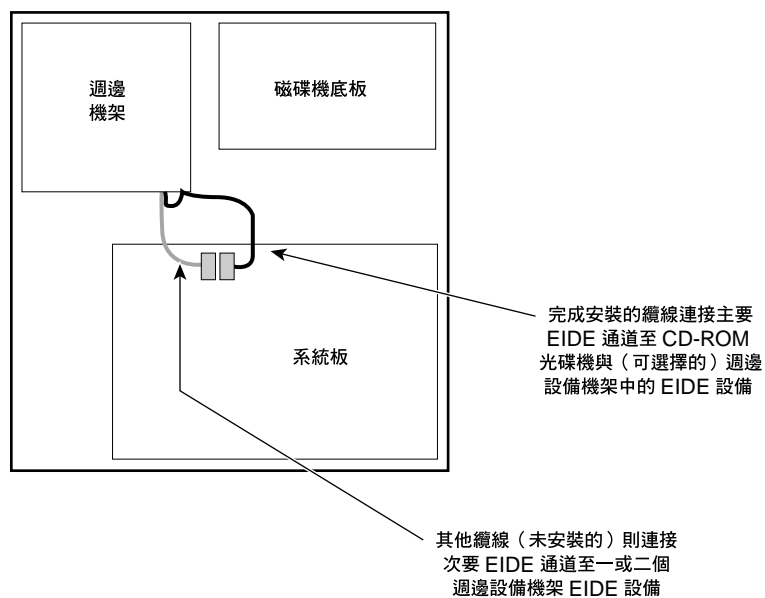 週邊
機架
磁碟機底板
系統板
完成安裝的纜線連接主要
EIDE 通道至 CD-ROM
光碟機與（可選擇的）週邊
設備機架中的 EIDE 設備
其他纜線（未安裝的）則連接
次要 EIDE 通道至一或二個
週邊設備機架 EIDE 設備